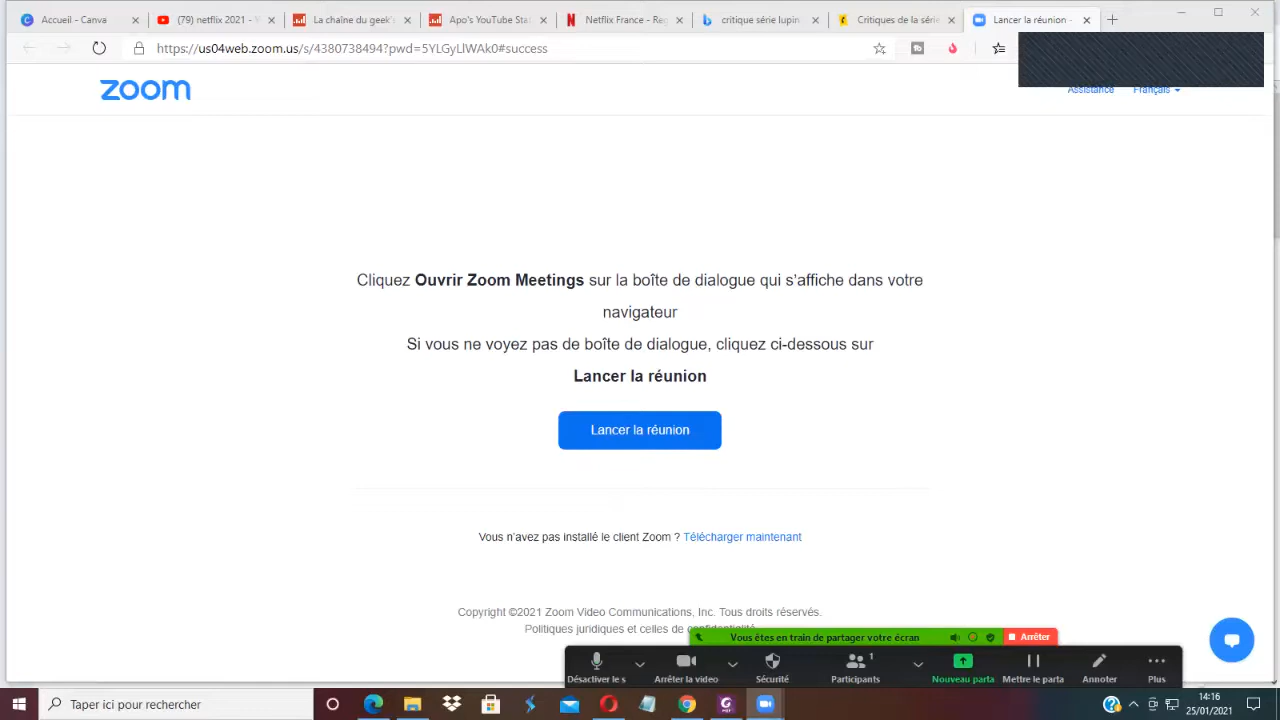 Accueil - Canva
(79) netflix 2021 -
La chaîne du geek'
Apo's YouTube Sta
Netflix France - Reg
critique série lupin
Critiques de la série
Lancer la réunion -
https://us04web.zoom.us/s/4380738494?pwd=5YLGyLlWAk0#success
zoom
Assistance
Français
Cliquez Ouvrir Zoom Meetings sur la boîte de dialogue qui s'affiche dans votre
navigateur
Si vous ne voyez pas de boîte de dialogue, cliquez ci-dessous sur
Lancer la réunion
Lancer la réunion
Vous n'avez pas installé le client Zoom ? Télécharger maintenant
Copyright ©2021 Zoom Video Communications, Inc. Tous droits réservés.
Politiques juridiques et celles de confidentialité
Vous êtes en train de partager votre écran
Arrêter
1
Désactiver le s
Arrêter la video
Sécurité
Participants
Nouveau parta
Mettre le parta
Annoter
Plus
Taper ici pour rechercher
14:16
25/01/2021